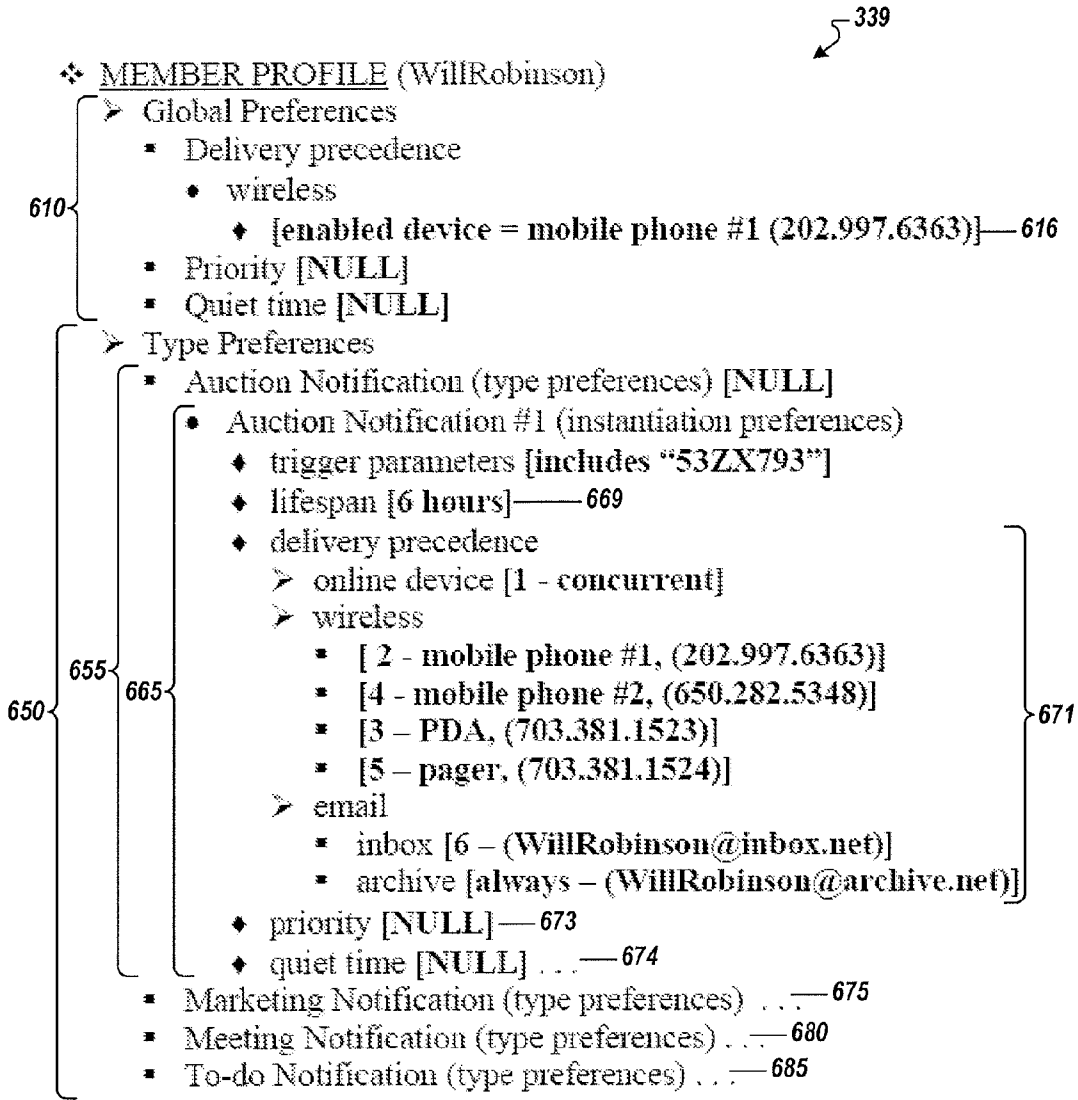 339
❖ MEMBER PROFILE (WillRobinson)
➢ Global Preferences
▪ Delivery precedence
• wireless
610
♦ [enabled device = mobile phone #1 (202.997.6363)] 616
▪ Priority [NULL]
▪ Quiet time [NULL]
➢ Type Preferences
▪ Auction Notification (type preferences) [NULL]
• Auction Notification #1 (instantiation preferences)
♦ trigger parameters [includes “53ZX793”]
♦ lifespan [6 hours] 669
♦ delivery precedence
➢ online device [1 - concurrent]
➢ wireless
▪ [ 2 - mobile phone #1, (202.997.6363)]
655
▪ [4 - mobile phone #2, (650.282.5348)]
665
650
▪ [3 – PDA, (703.381.1523)]
671
▪ [5 – pager, (703.381.1524)]
➢ email
▪ inbox [6 – (WillRobinson@inbox.net)]
▪ archive [always – (WillRobinson@archive.net)]
♦ priority [NULL] 673
♦ quiet time [NULL] . . . 674
▪ Marketing Notification (type preferences) . . . 675
▪ Meeting Notification (type preferences) . . . 680
▪ To-do Notification (type preferences) . . . 685